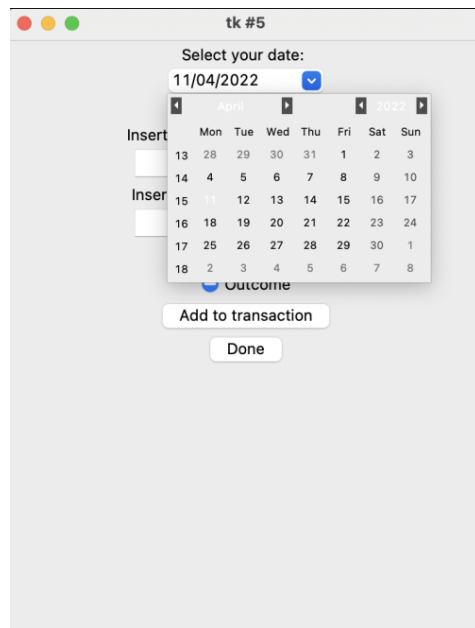 tk #5
Select your date:
11/04/2022
April 2022
Mon Tue Wed Thu Fri Sat Sun
13 28 29 30 31 1 2 3
14 4 5 6 7 8 9 10
15 11 12 13 14 15 16 17
16 18 19 20 21 22 23 24
17 25 26 27 28 29 30 1
18 2 3 4 5 6 7 8
Insert
Inser
Outcome
Add to transaction
Done